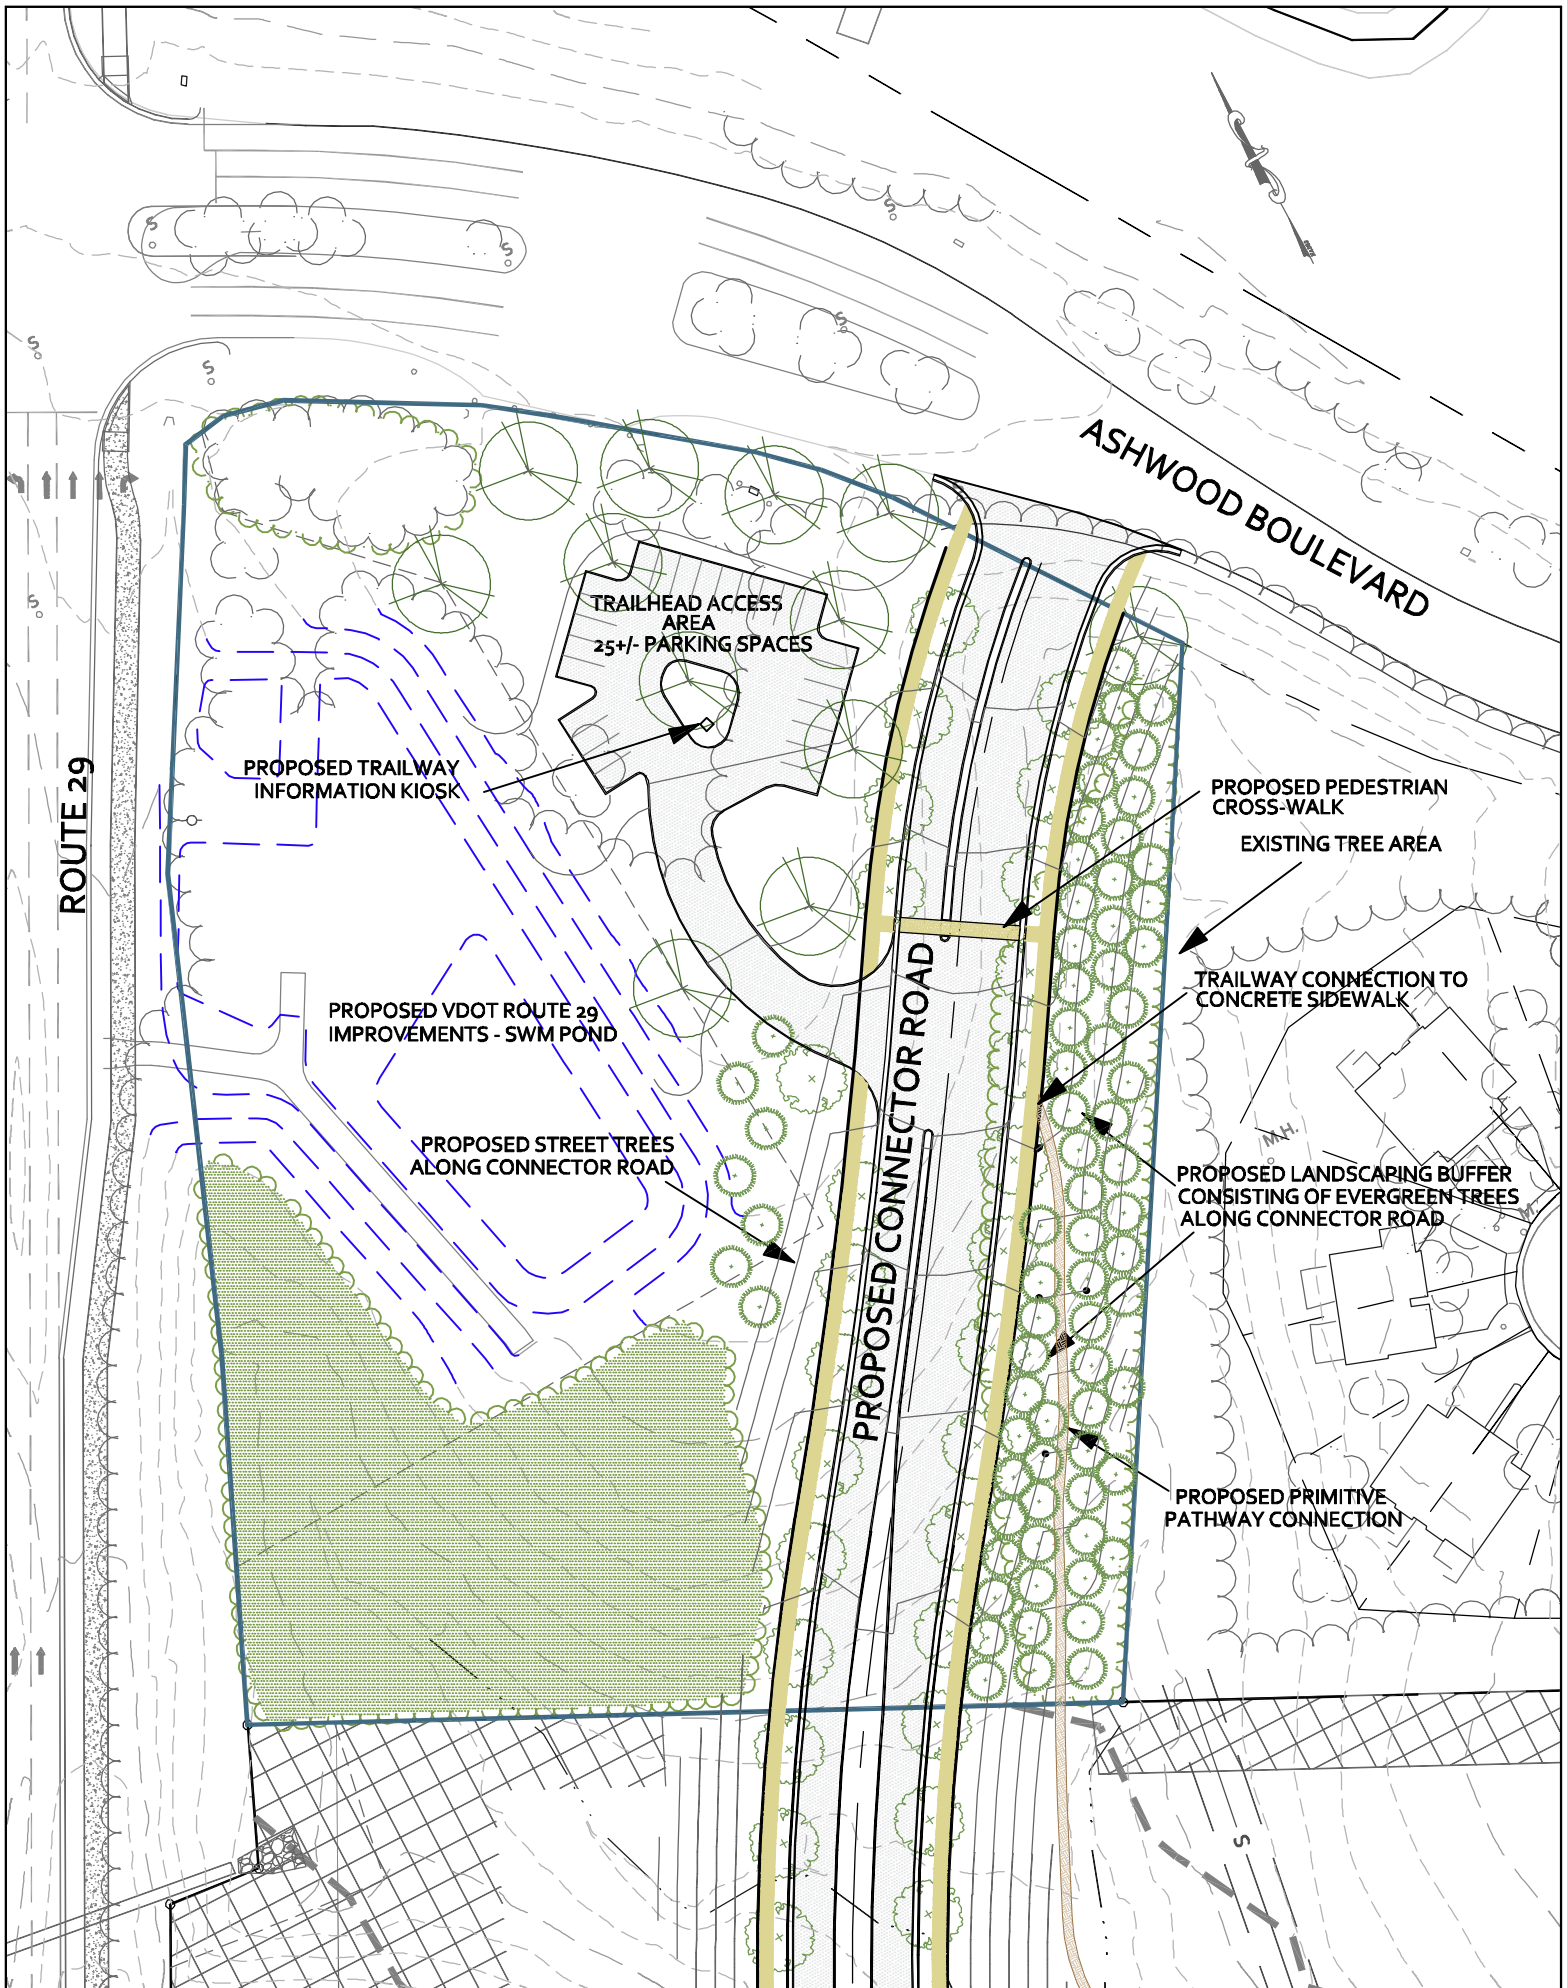 S
S
S
S
S
S
S
ASHWOOD BOULEVARD
TRAILHEAD ACCESS
AREA
25+/- PARKING SPACES
ROUTE 29
PROPOSED TRAILWAY
INFORMATION KIOSK
PROPOSED PEDESTRIAN
CROSS-WALK
EXISTING TREE AREA
TRAILWAY CONNECTION TO
CONCRETE SIDEWALK
PROPOSED VDOT ROUTE 29
IMPROVEMENTS - SWM POND
PROPOSED CONNECTOR ROAD
M.H.
PROPOSED STREET TREES
ALONG CONNECTOR ROAD
PROPOSED LANDSCAPING BUFFER
CONSISTING OF EVERGREEN TREES
ALONG CONNECTOR ROAD
PROPOSED PRIMITIVE
PATHWAY CONNECTION
S